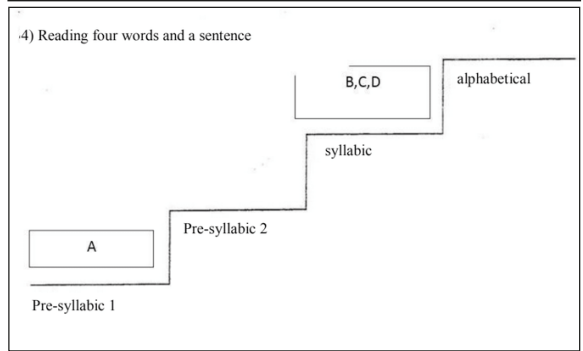 4) Reading four words and a sentence
B,C,D
alphabetical
syllabic
Pre-syllabic 2
A
Pre-syllabic 1